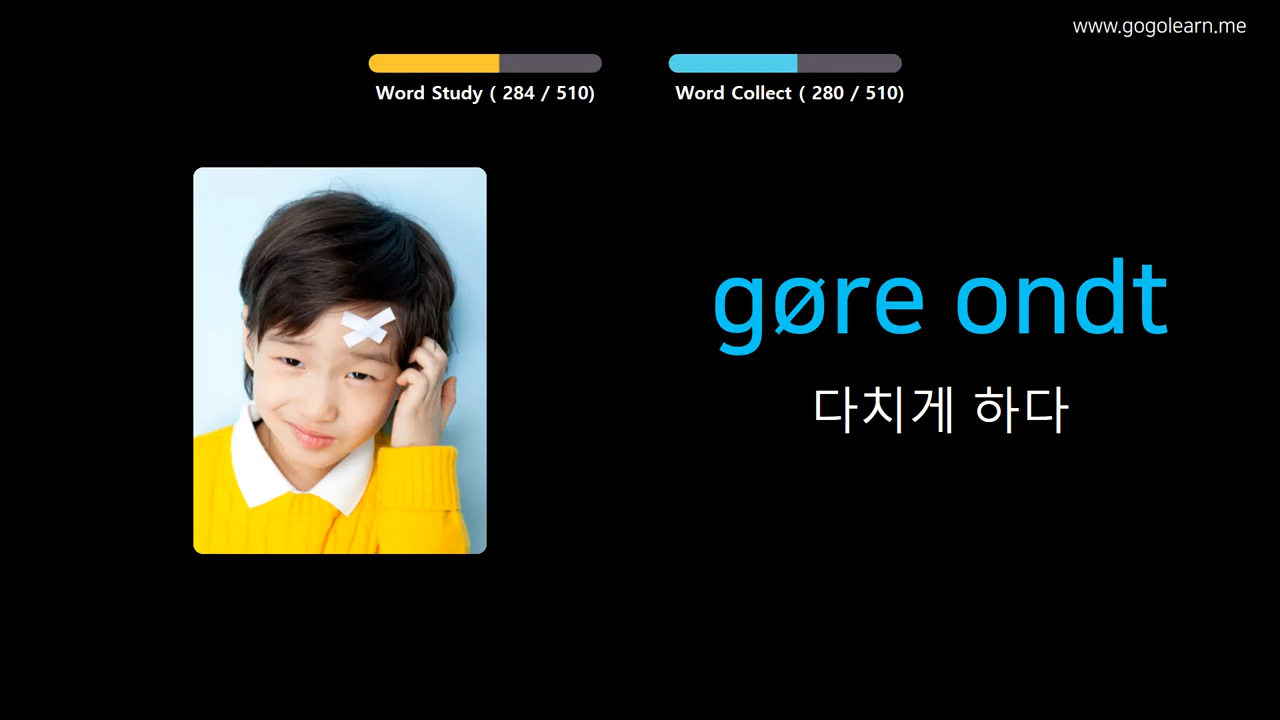 www.gogolearn.me
Word Study ( 284 / 510)
Word Collect ( 280 / 510)
gøre ondt
다치게 하다